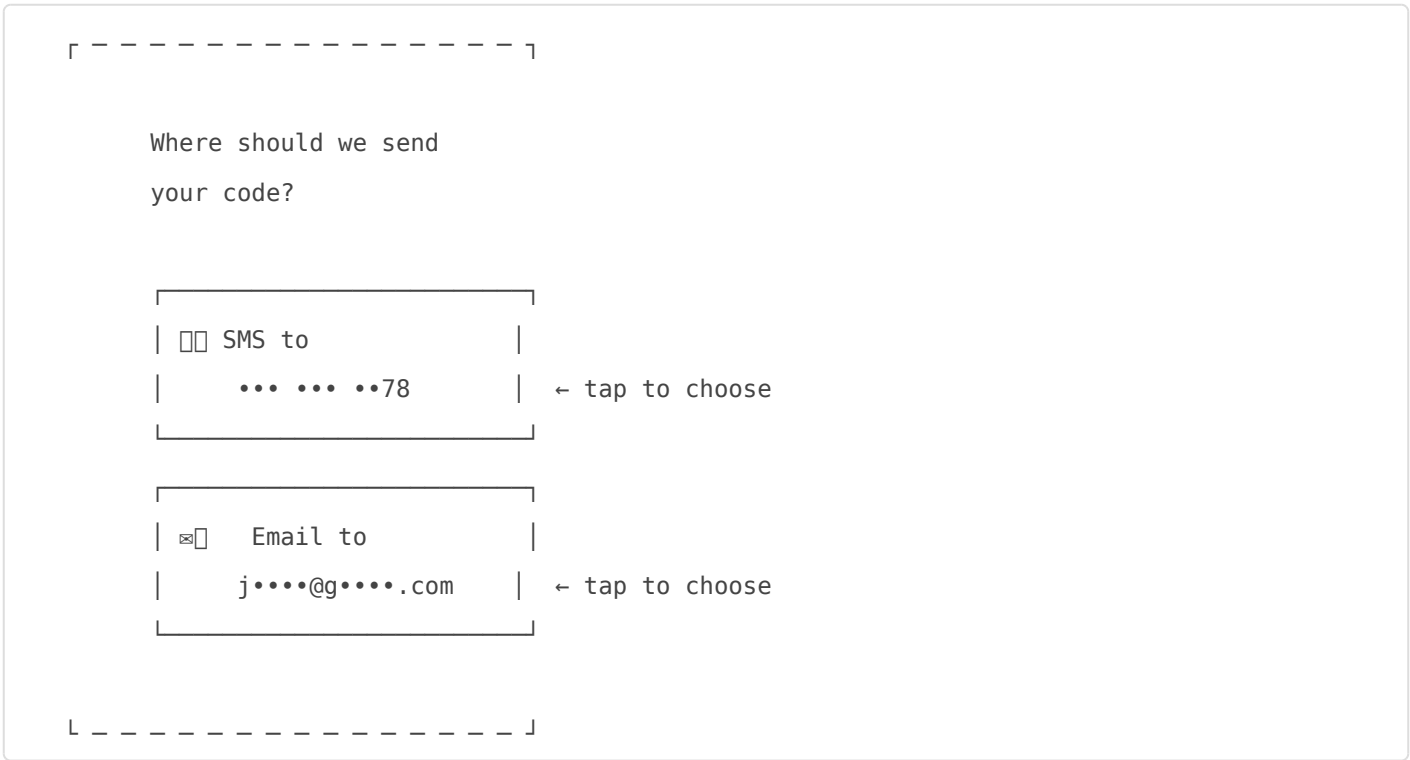 Where should we send
your code?
SMS to
••• ••• ••78 ← tap to choose
✉ Email to
j••••@g••••.com ← tap to choose